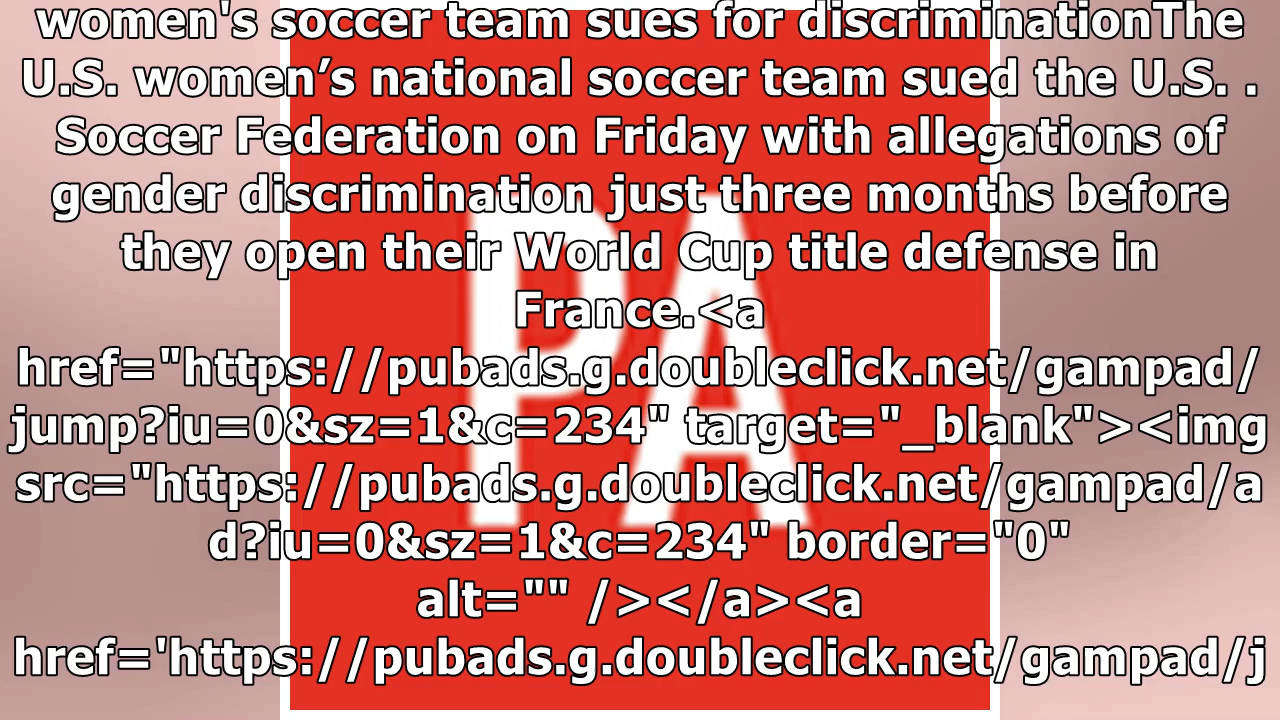 women's soccer team sues for discriminationThe
U.S. women’s national soccer team sued the U.S. .
Soccer Federation on Friday with allegations of
gender discrimination just three months before
they open their World Cup title defense in
France.<a
href="https://pubads.g.doubleclick.net/gampad/
jump?iu=0&sz=1&c=234" target="_blank"><img
src="https://pubads.g.doubleclick.net/gampad/a
d?iu=0&sz=1&c=234" border="0"
alt="" /></a><a
href='https://pubads.g.doubleclick.net/gampad/j
PA